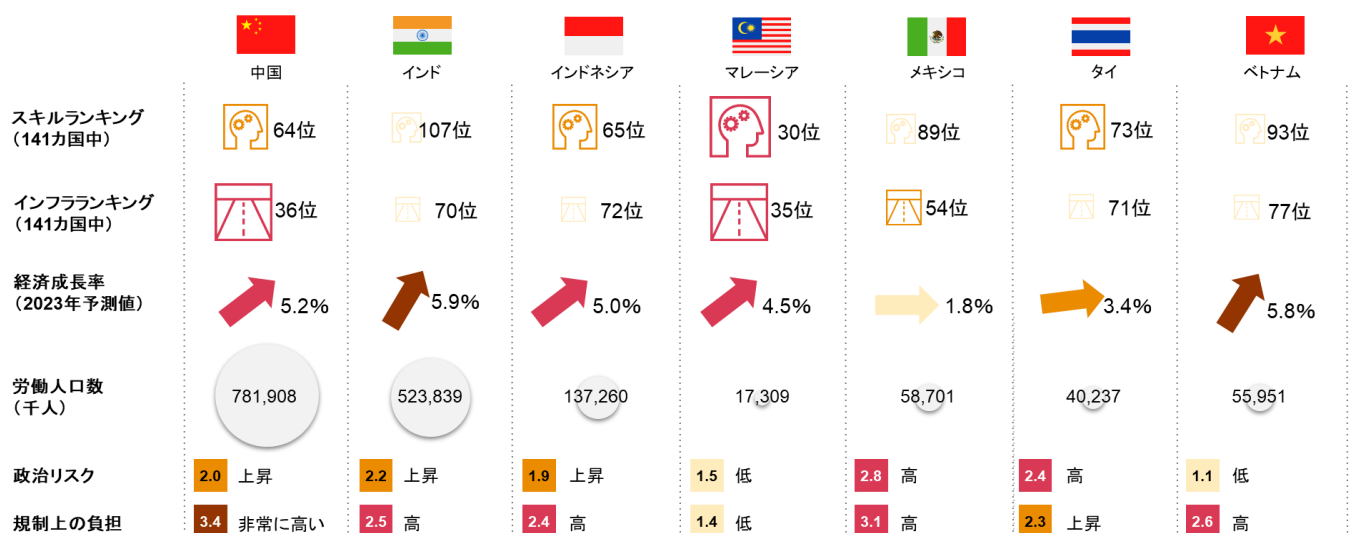 中国 インド インドネシア マレーシア メキシコ タイ ベトナム
スキルランキング
（141カ国中）
64位 107位 65位 30位 89位 73位 93位
インフラランキング
（141カ国中）
36位 70位 72位 35位 54位 71位 77位
経済成長率
（2023年予測値）
5.2% 5.9% 5.0% 4.5% 1.8% 3.4% 5.8%
労働人口数
（千人）
781,908 523,839 137,260 17,309 58,701 40,237 55,951
政治リスク 2.0 上昇 2.2 上昇 1.9 上昇 1.5 低 2.8 高 2.4 高 1.1 低
規制上の負担 3.4 非常に高い 2.5 高 2.4 高 1.4 低 3.1 高 2.3 上昇 2.6 高